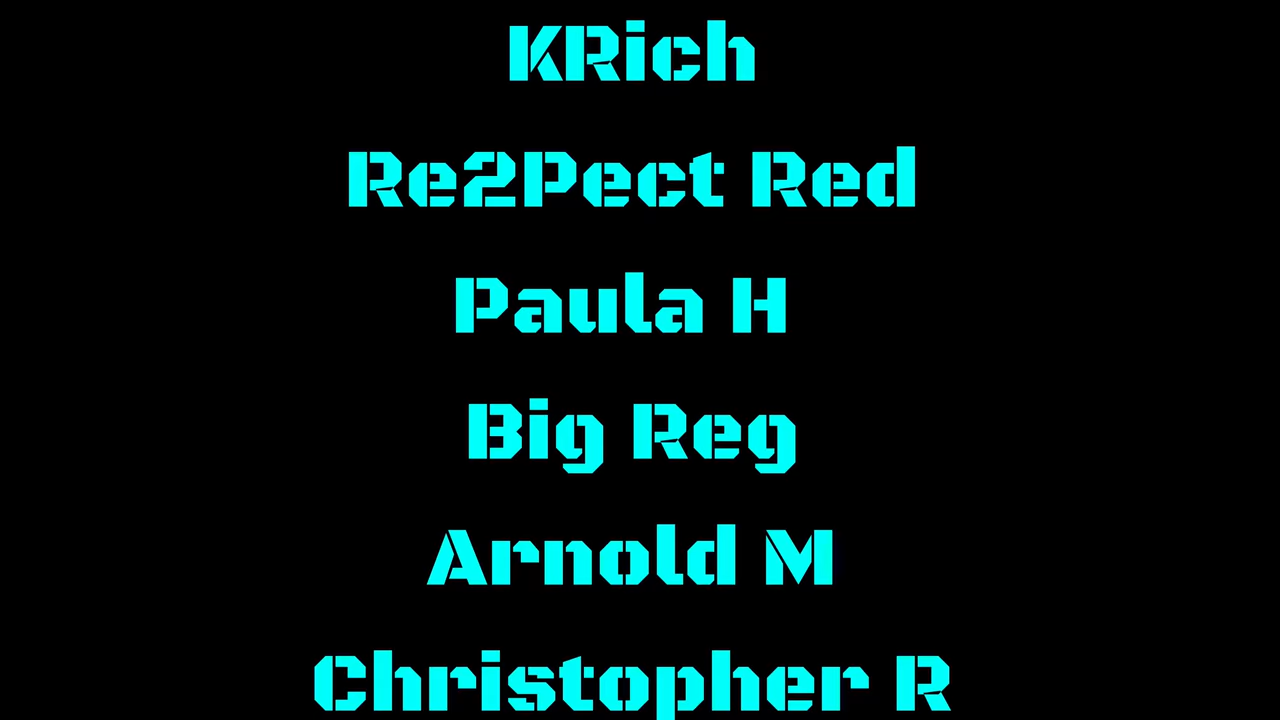 KRich
Re2Pect Red
Paula H
Big Reg
Arnold M
Christopher R